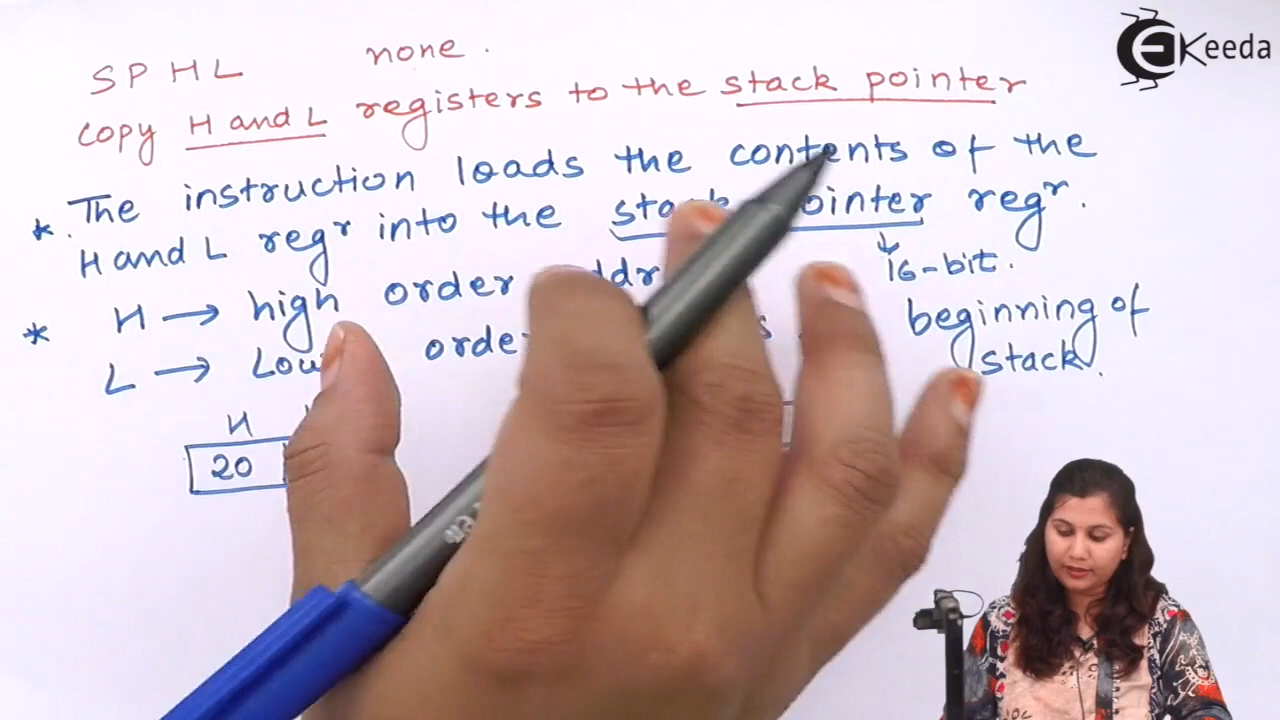 Keeda
SPHL none.
copy H and L registers to the stack pointer
* The instruction loads the contents of the
H and L regr into the pointer regr.
16-bit.
* H → high order
L → Low beginning of
stack.
H
20